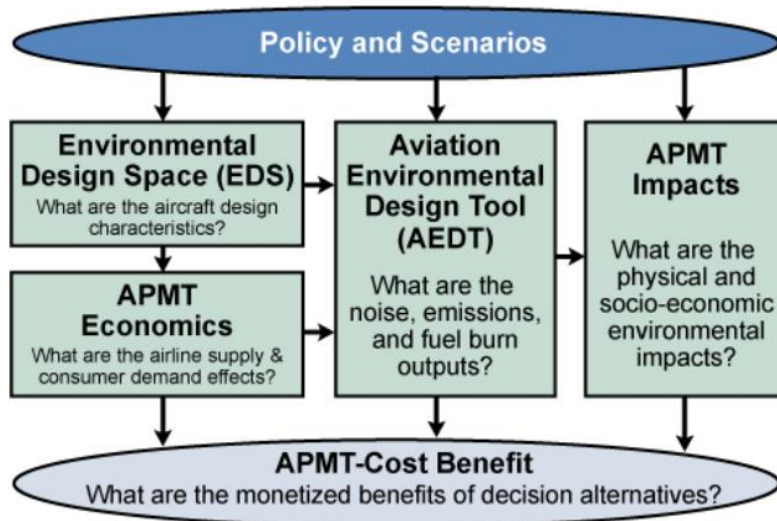 Policy and Scenarios
Environmental
Design Space (EDS)
What are the aircraft design
characteristics?
APMT
Economics
What are the airline supply &
consumer demand effects?
Aviation
Environmental
Design Tool
(AEDT)
What are the
noise, emissions,
and fuel burn
outputs?
APMT
Impacts
What are the
physical and
socio-economic
environmental
impacts?
APMT-Cost Benefit
What are the monetized benefits of decision alternatives?